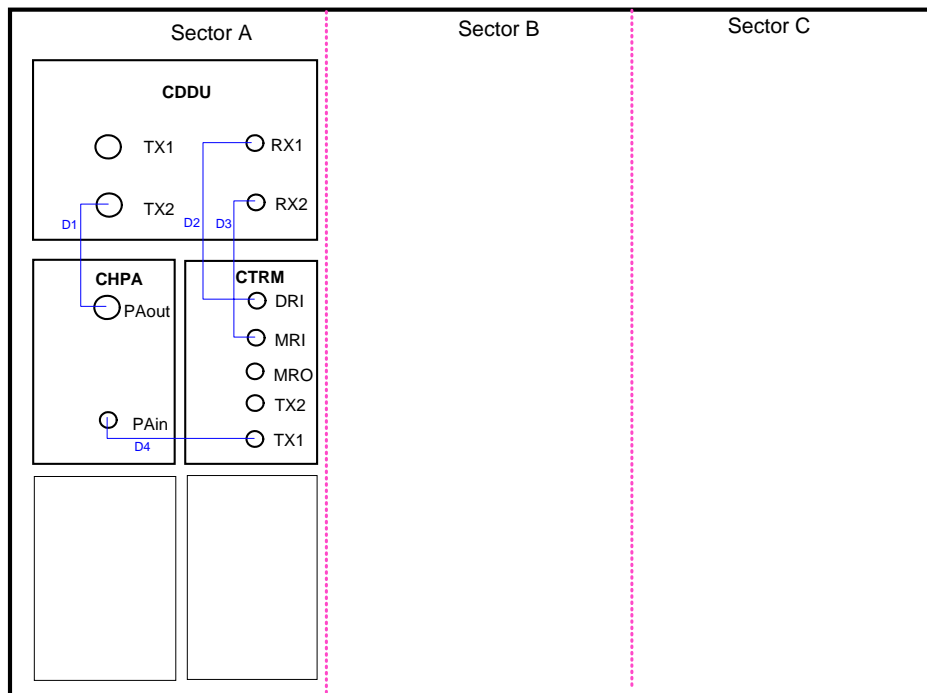 Sector A
Sector B
Sector C
CDDU
TX1
RX1
TX2
RX2
D1
D2
D3
CHPA
CTRM
PAout
DRI
MRI
MRO
TX2
PAin
TX1
D4